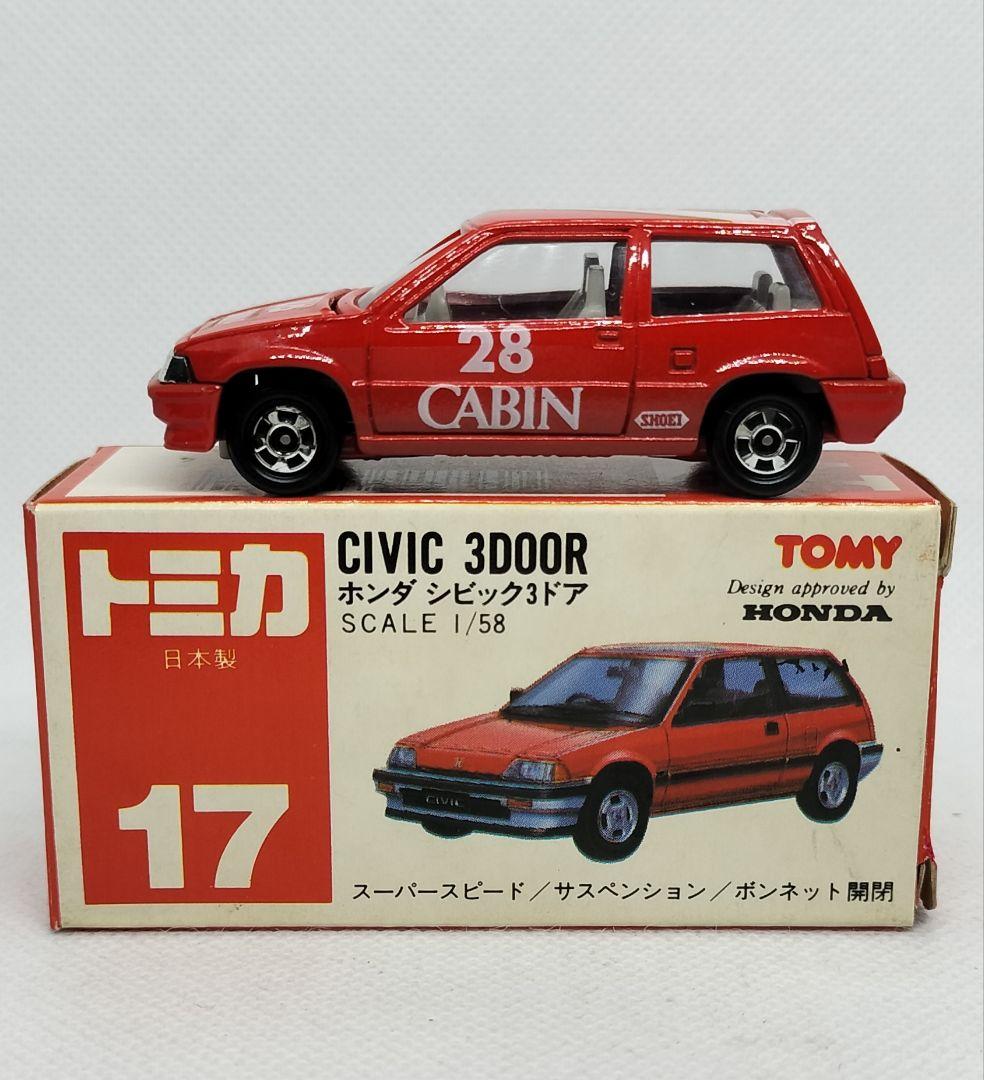 28
CABIN
SHOEI
トミカ
日本製
17
CIVIC 3DOOR
ホンダ シビック3ドア
SCALE 1/58
TOMY
Design approved by
HONDA
CIVIC
スーパースピード/サスペンション/ボンネット開閉